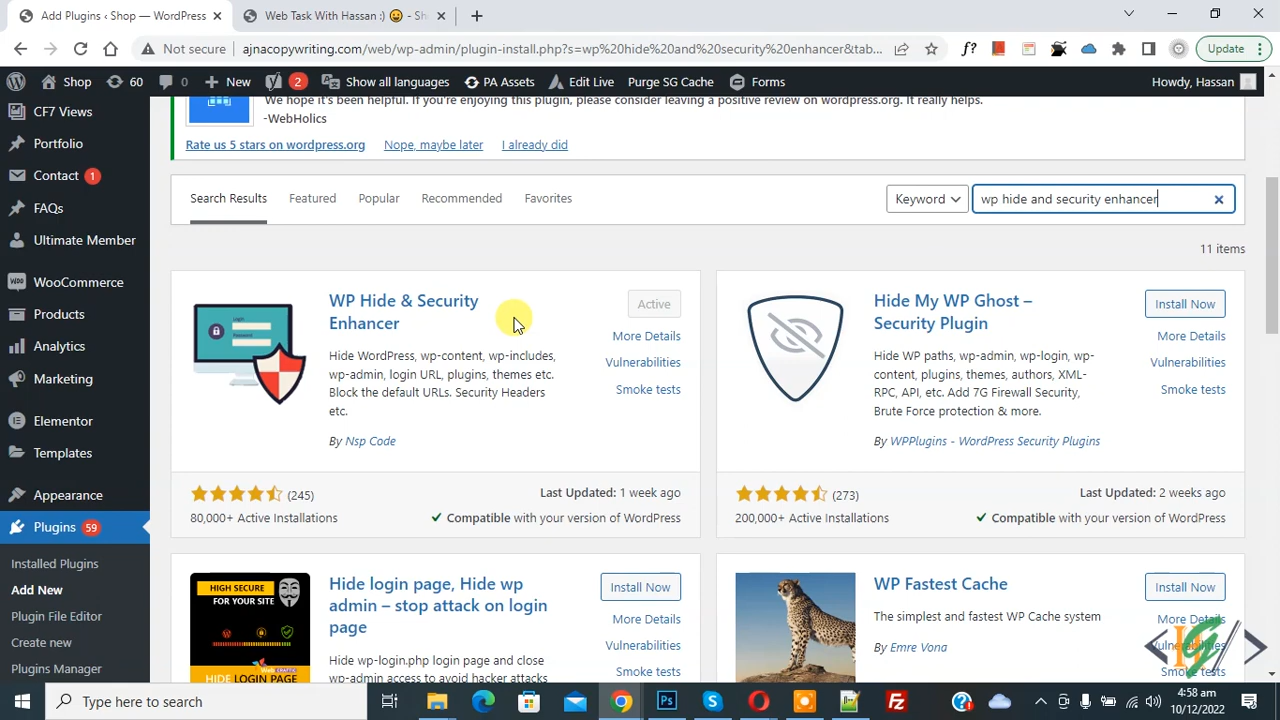 Add Plugins ‹ Shop — WordPress
Web Task With Hassan :) 😀 - Sh
Not secure
ajnacopywriting.com/web/wp-admin/plugin-install.php?s=wp%20hide%20and%20security%20enhancer&tab...
f?
Update
Shop
60
0
New
2
Show all languages
PA Assets
Edit Live
Purge SG Cache
Forms
Howdy, Hassan
CF7 Views
Portfolio
Contact 1
FAQs
Ultimate Member
WooCommerce
Products
Analytics
Marketing
Elementor
Templates
Appearance
Plugins 59
Installed Plugins
Add New
Plugin File Editor
Create new
Plugins Manager
We hope it's been helpful. If you're enjoying this plugin, please consider leaving a positive review on wordpress.org. It really helps.
-WebHolics
Rate us 5 stars on wordpress.org
Nope, maybe later
I already did
Search Results
Featured
Popular
Recommended
Favorites
Keyword
wp hide and security enhancer
11 items
WP Hide & Security
Enhancer
Active
More Details
Vulnerabilities
Smoke tests
Hide WordPress, wp-content, wp-includes,
wp-admin, login URL, plugins, themes etc.
Block the default URLs. Security Headers
etc.
By Nsp Code
(245)
80,000+ Active Installations
Last Updated: 1 week ago
Compatible with your version of WordPress
Hide My WP Ghost –
Security Plugin
Install Now
More Details
Vulnerabilities
Smoke tests
Hide WP paths, wp-admin, wp-login, wp-
content, plugins, themes, authors, XML-
RPC, API, etc. Add 7G Firewall Security,
Brute Force protection & more.
By WPPlugins - WordPress Security Plugins
(273)
200,000+ Active Installations
Last Updated: 2 weeks ago
Compatible with your version of WordPress
HIGH SECURE
FOR YOUR SITE
HIDE LOGIN PAGE
Hide login page, Hide wp
admin – stop attack on login
page
Install Now
More Details
Vulnerabilities
Smoke tests
Hide wp-login.php login page and close
wp-admin access to avoid hacker attacks
WP Fastest Cache
Install Now
More Details
Vulnerabilities
Smoke tests
The simplest and fastest WP Cache system
By Emre Vona
Type here to search
4:58 am
10/12/2022